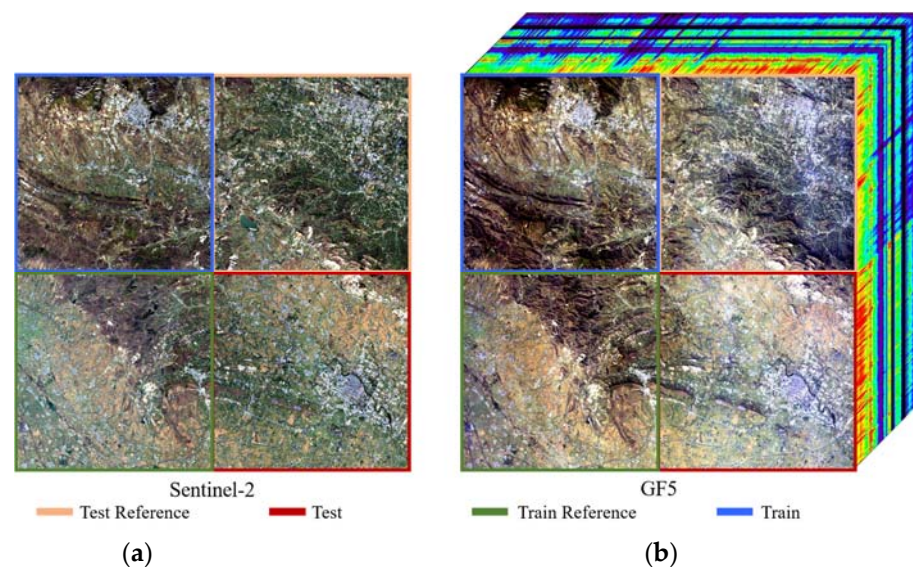 Sentinel-2
GF5
Test Reference
Test
Train Reference
Train
(a)
(b)